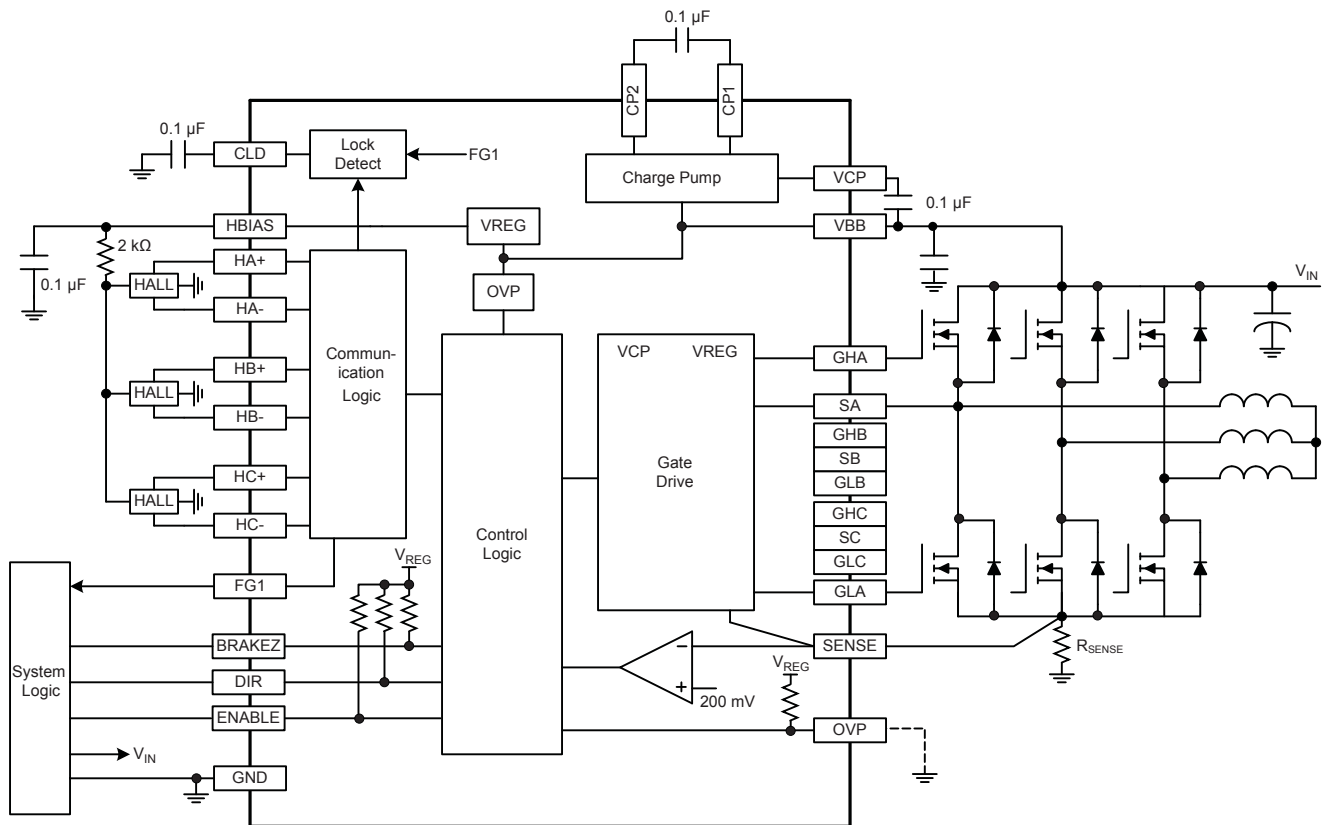 0.1 µF
CP2
CP1
0.1 µF
CLD
Lock
Detect
FG1
Charge Pump
VCP
0.1 µF
HBIAS
VREG
VBB
2 kΩ
HA+
0.1 µF
HALL
OVP
HA-
V_IN
VCP
VREG
GHA
Commun-
ication
Logic
HB+
HALL
HB-
SA
GHB
SB
GLB
Gate
Drive
HC+
HALL
HC-
GHC
SC
GLC
GLA
Control
Logic
V_REG
FG1
System
Logic
BRAKEZ
DIR
ENABLE
SENSE
R_SENSE
V_REG
–
+
200 mV
OVP
V_IN
GND